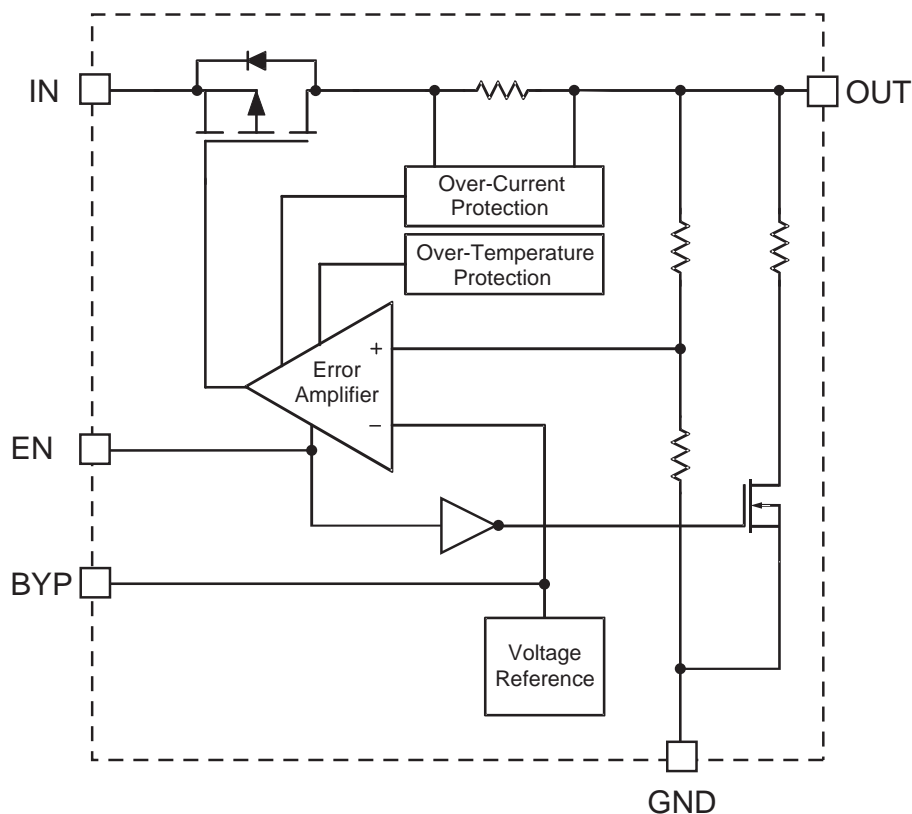 IN
OUT
Over-Current
Protection
Over-Temperature
Protection
+
Error
Amplifier
−
EN
BYP
Voltage
Reference
GND